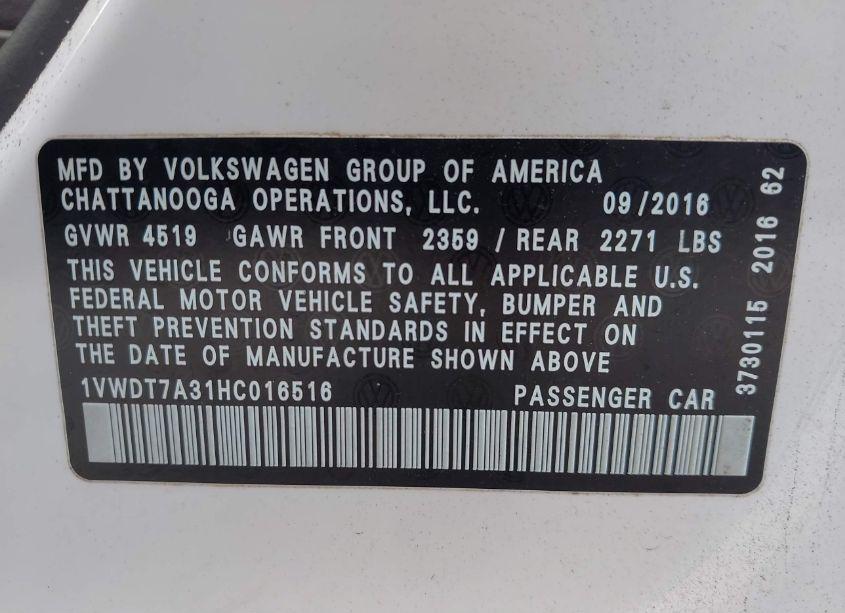 MFD BY VOLKSWAGEN GROUP OF AMERICA
CHATTANOOGA OPERATIONS, LLC. 09/2016
GVWR 4519 GAWR FRONT 2359 / REAR 2271 LBS
THIS VEHICLE CONFORMS TO ALL APPLICABLE U.S.
FEDERAL MOTOR VEHICLE SAFETY, BUMPER AND
THEFT PREVENTION STANDARDS IN EFFECT ON
THE DATE OF MANUFACTURE SHOWN ABOVE
1VWDT7A31HC016516 PASSENGER CAR
3730115 2016 62